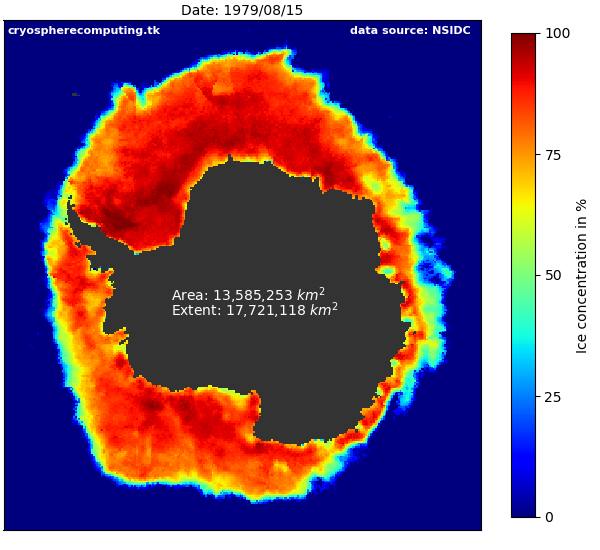 Date: 1979/08/15
cryospherecomputing.tk
data source: NSIDC
Area: 13,585,253 km²
Extent: 17,721,118 km²
100
75
50
25
0
Ice concentration in %